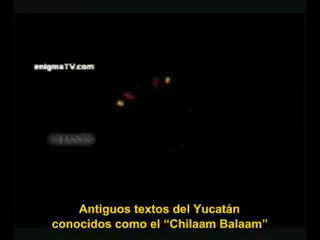 enigmaTV.com
Antiguos textos del Yucatán
conocidos como el “Chilaam Balaam”